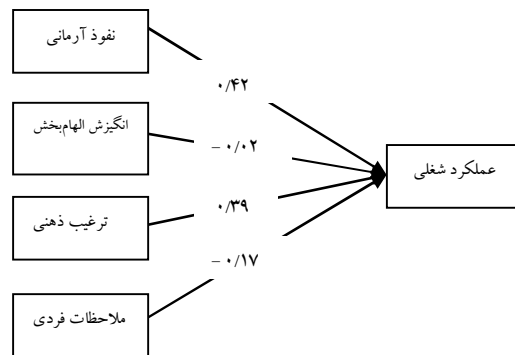 نفوذ آرمانی
۰/۴۲
انگیزش الهام‌بخش
– ۰/۰۲
عملکرد شغلی
۰/۳۹
ترغیب ذهنی
– ۰/۱۷
ملاحظات فردی